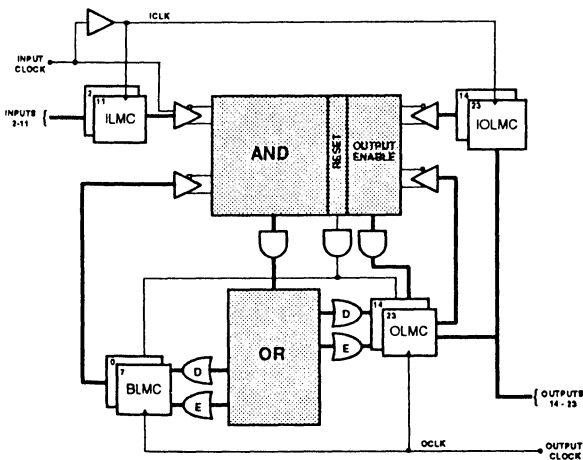 ICLK
INPUT
CLOCK
INPUTS
2-11
2
11
ILMC
AND
RESET
OUTPUT
ENABLE
14
23
IOLMC
OR
D
E
14
23
OLMC
0
7
BLMC
D
E
OUTPUTS
14 - 23
OCLK
OUTPUT
CLOCK